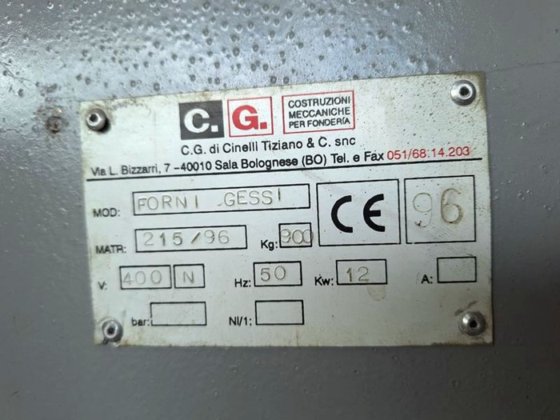 C. G. COSTRUZIONI
MECCANICHE
PER FONDERÍA
C.G. di Cinelli Tiziano & C. snc
Via L. Bizzarri, 7 -40010 Sala Bolognese (BO) Tel. e Fax 051/68.14.203
MOD: FORNI GESSI
MATR: 215/96 Kg: 900
CE 96
V: 400 N Hz: 50 Kw: 12 A:
bar: Nl/1: